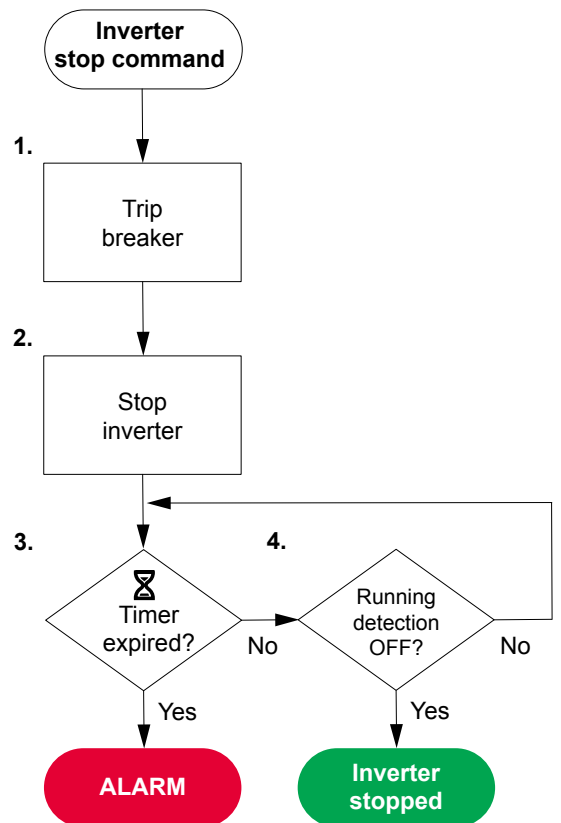 Inverter
stop command
1.
Trip
breaker
2.
Stop
inverter
3.
Timer
expired?
No
4.
Running
detection
OFF?
No
Yes
Yes
ALARM
Inverter
stopped